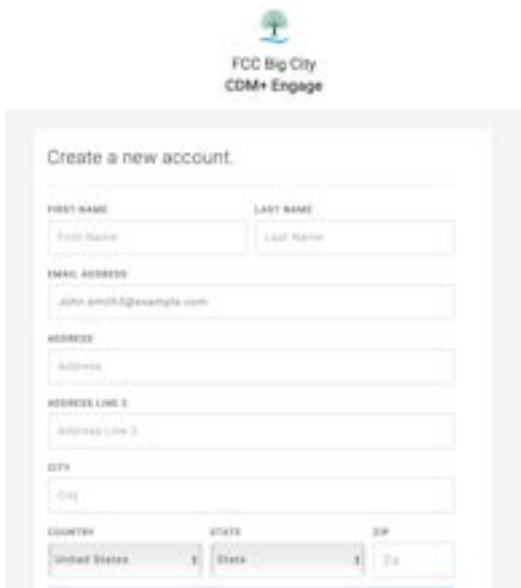 FCC Big City
CDM+ Engage
Create a new account.
FIRST NAME LAST NAME
First Name Last Name
EMAIL ADDRESS
John.smith3@example.com
ADDRESS
Address
ADDRESS LINE 2
Address Line 2
CITY
City
COUNTRY STATE ZIP
United States State Zip